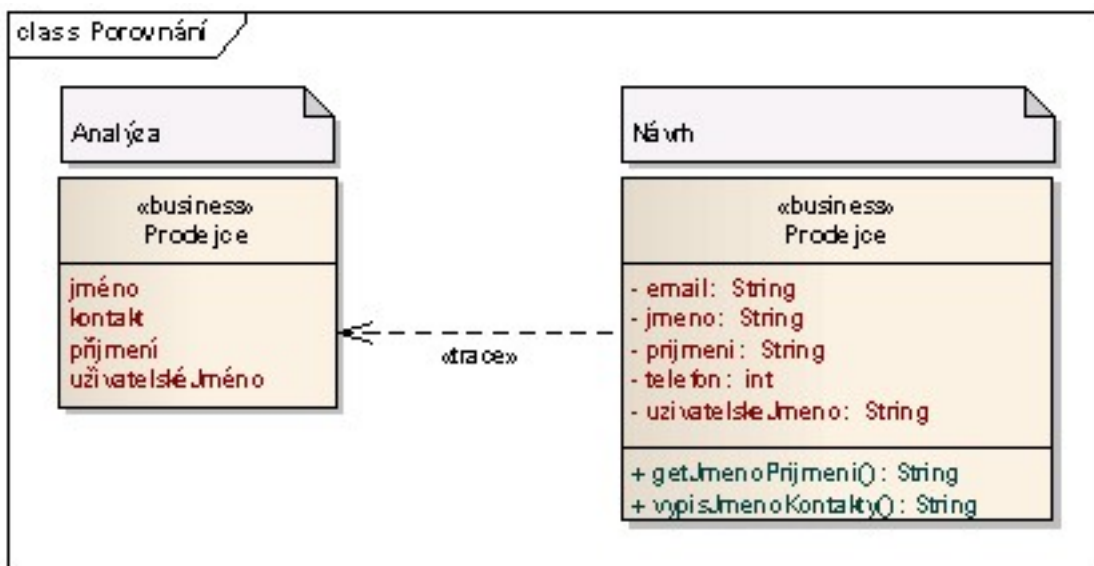 class Porovnání
Analýza
«business»
Prodejce
jméno
kontakt
příjmení
uživatelskéJméno
«trace»
Návrh
«business»
Prodejce
- email: String
- jmeno: String
- prijmeni: String
- telefon: int
- uzivatelskeJmeno: String
+ getJmenoPrijmeni(): String
+ vypisJmenoKontakty(): String